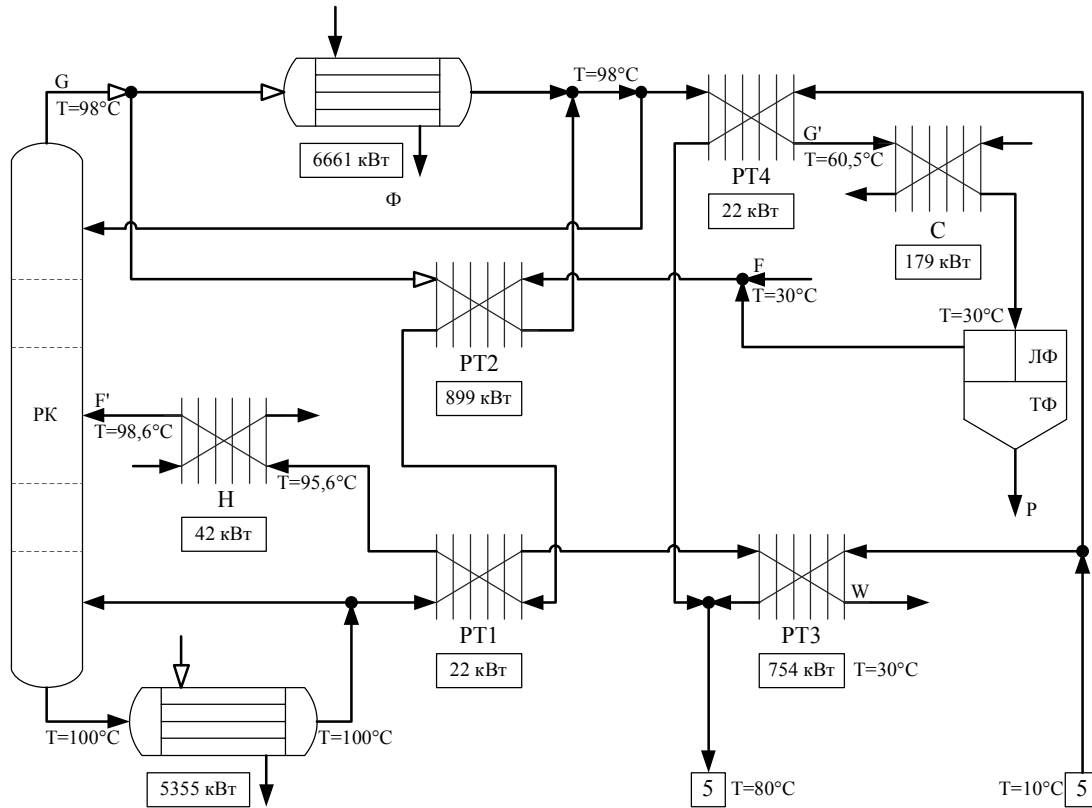 G
T=98°C
T=98°C
6661 кВт
Ф
G'
T=60,5°C
РТ4
22 кВт
С
179 кВт
F
T=30°C
T=30°C
РТ2
899 кВт
ЛФ
ТФ
РК
F'
T=98,6°C
T=95,6°C
Н
42 кВт
Р
W
РТ1
22 кВт
РТ3
754 кВт
T=30°C
T=100°C
T=100°C
5355 кВт
5
T=80°C
T=10°C
5